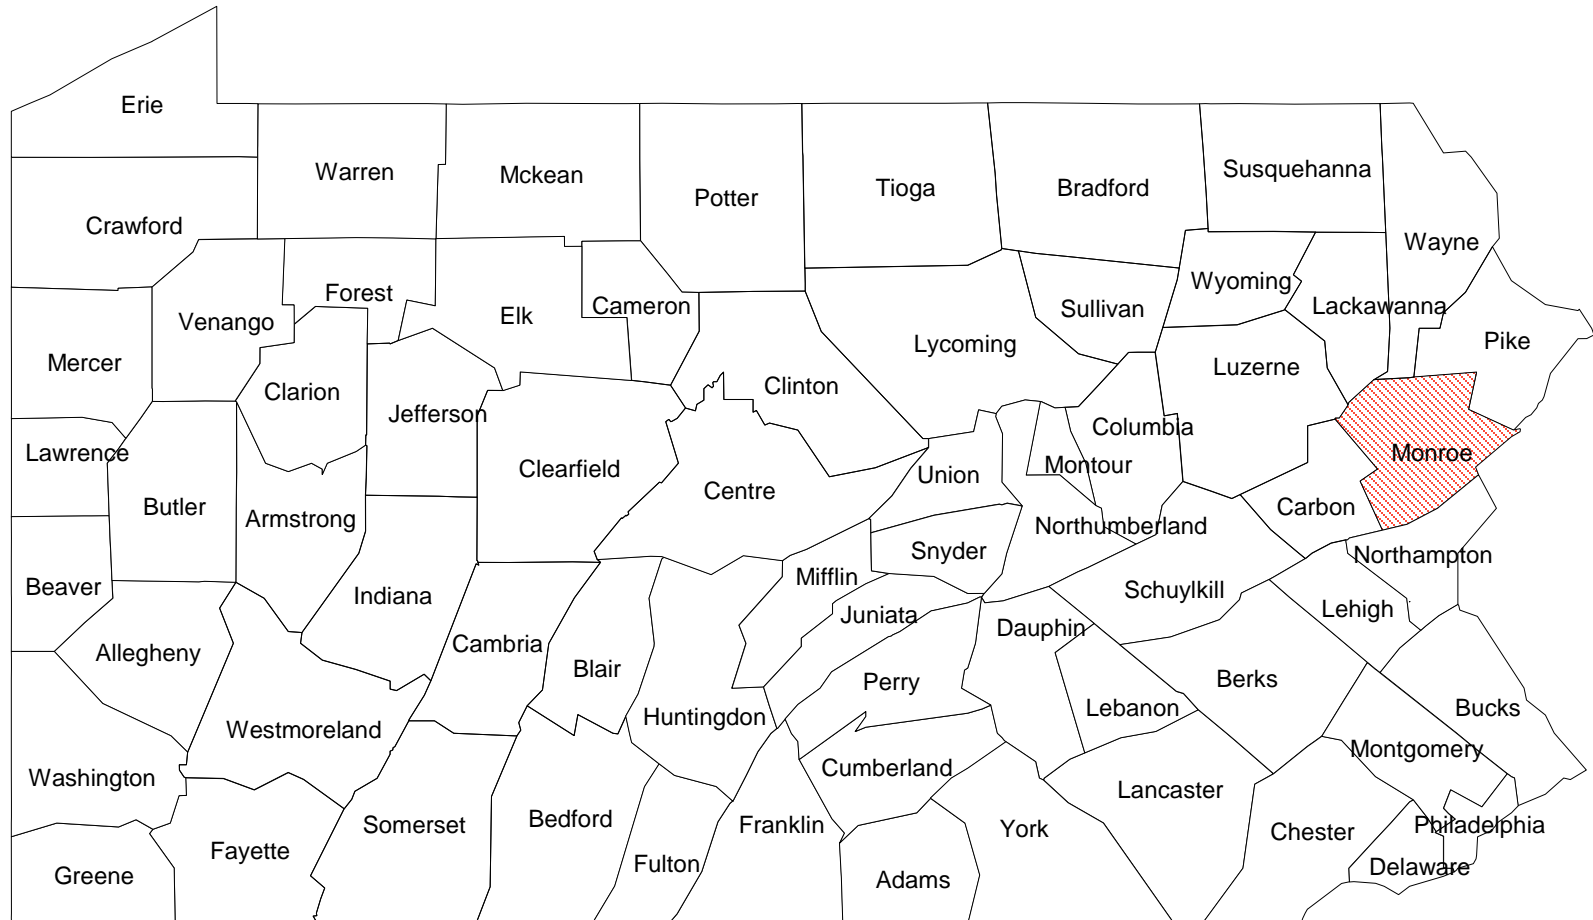 Erie
Warren
Mckean
Potter
Tioga
Bradford
Susquehanna
Wayne
Crawford
Venango
Forest
Elk
Cameron
Lycoming
Sullivan
Wyoming
Lackawanna
Pike
Mercer
Clarion
Jefferson
Clinton
Luzerne
Columbia
Monroe
Lawrence
Butler
Armstrong
Clearfield
Centre
Union
Montour
Carbon
Northumberland
Northampton
Beaver
Indiana
Mifflin
Snyder
Juniata
Schuylkill
Lehigh
Allegheny
Cambria
Blair
Dauphin
Perry
Lebanon
Berks
Bucks
Westmoreland
Huntingdon
Montgomery
Washington
Cumberland
Lancaster
Somerset
Bedford
Franklin
York
Chester
Philadelphia
Greene
Fayette
Fulton
Adams
Delaware